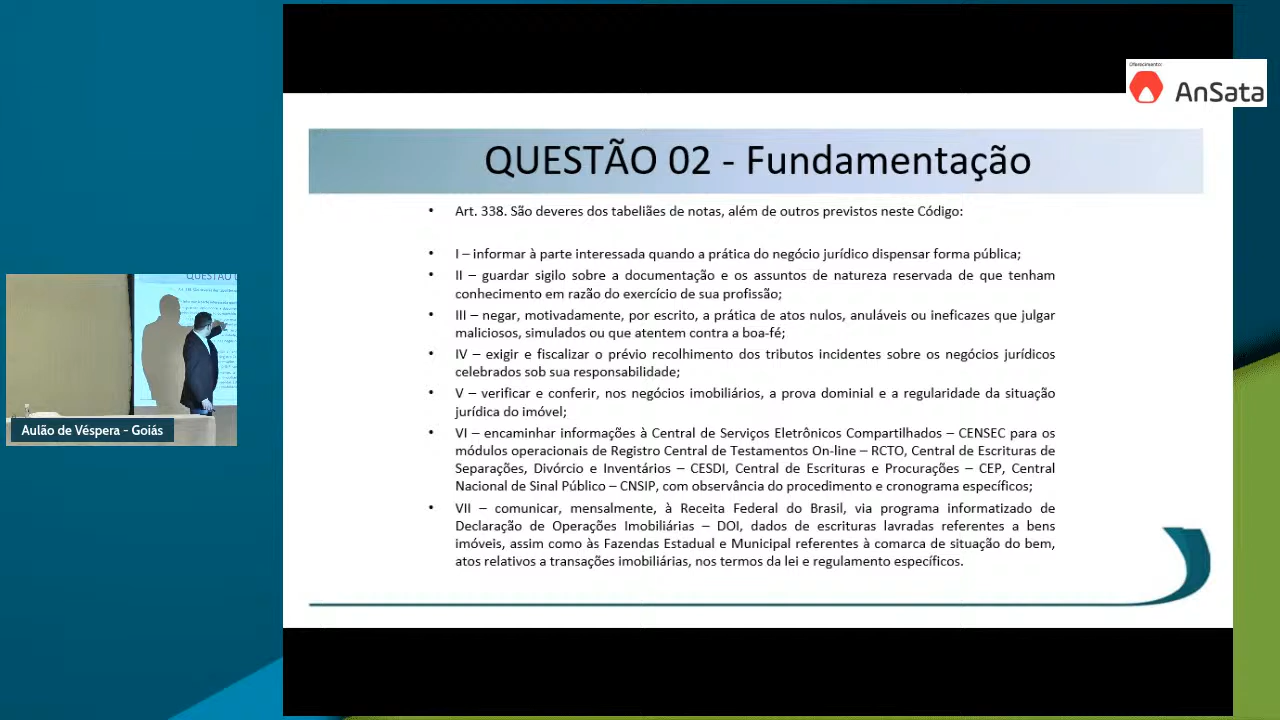 Oferecimento:
AnSata
QUESTÃO 02 - Fundamentação
• Art. 338. São deveres dos tabeliães de notas, além de outros previstos neste Código:
• I – informar à parte interessada quando a prática do negócio jurídico dispensar forma pública;
• II – guardar sigilo sobre a documentação e os assuntos de natureza reservada de que tenham
conhecimento em razão do exercício de sua profissão;
• III – negar, motivadamente, por escrito, a prática de atos nulos, anuláveis ou ineficazes que julgar
maliciosos, simulados ou que atentem contra a boa-fé;
• IV – exigir e fiscalizar o prévio recolhimento dos tributos incidentes sobre os negócios jurídicos
celebrados sob sua responsabilidade;
• V – verificar e conferir, nos negócios imobiliários, a prova dominial e a regularidade da situação
jurídica do imóvel;
• VI – encaminhar informações à Central de Serviços Eletrônicos Compartilhados – CENSEC para os
módulos operacionais de Registro Central de Testamentos On-line – RCTO, Central de Escrituras de
Separações, Divórcio e Inventários – CESDI, Central de Escrituras e Procurações – CEP, Central
Nacional de Sinal Público – CNSIP, com observância do procedimento e cronograma específicos;
• VII – comunicar, mensalmente, à Receita Federal do Brasil, via programa informatizado de
Declaração de Operações Imobiliárias – DOI, dados de escrituras lavradas referentes a bens
imóveis, assim como às Fazendas Estadual e Municipal referentes à comarca de situação do bem,
atos relativos a transações imobiliárias, nos termos da lei e regulamento específicos.
Aulão de Véspera - Goiás